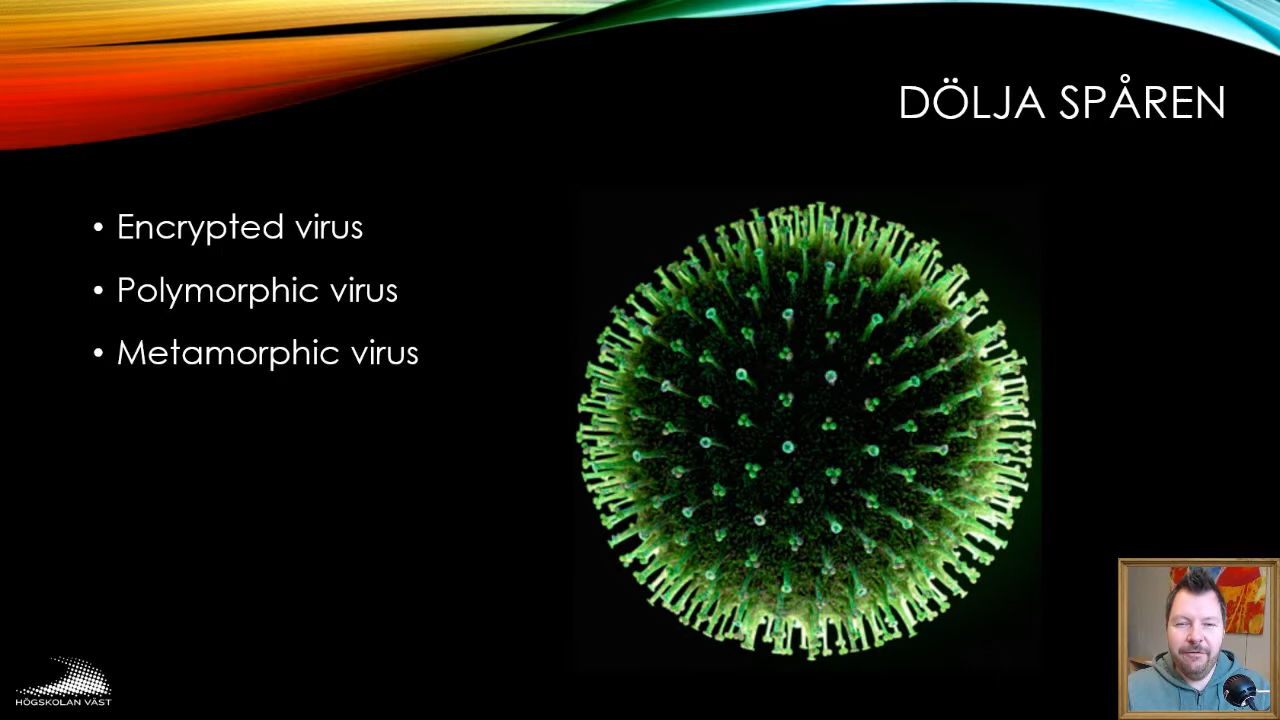 DÖLJA SPÅREN
• Encrypted virus
• Polymorphic virus
• Metamorphic virus
HÖGSKOLAN VÄST